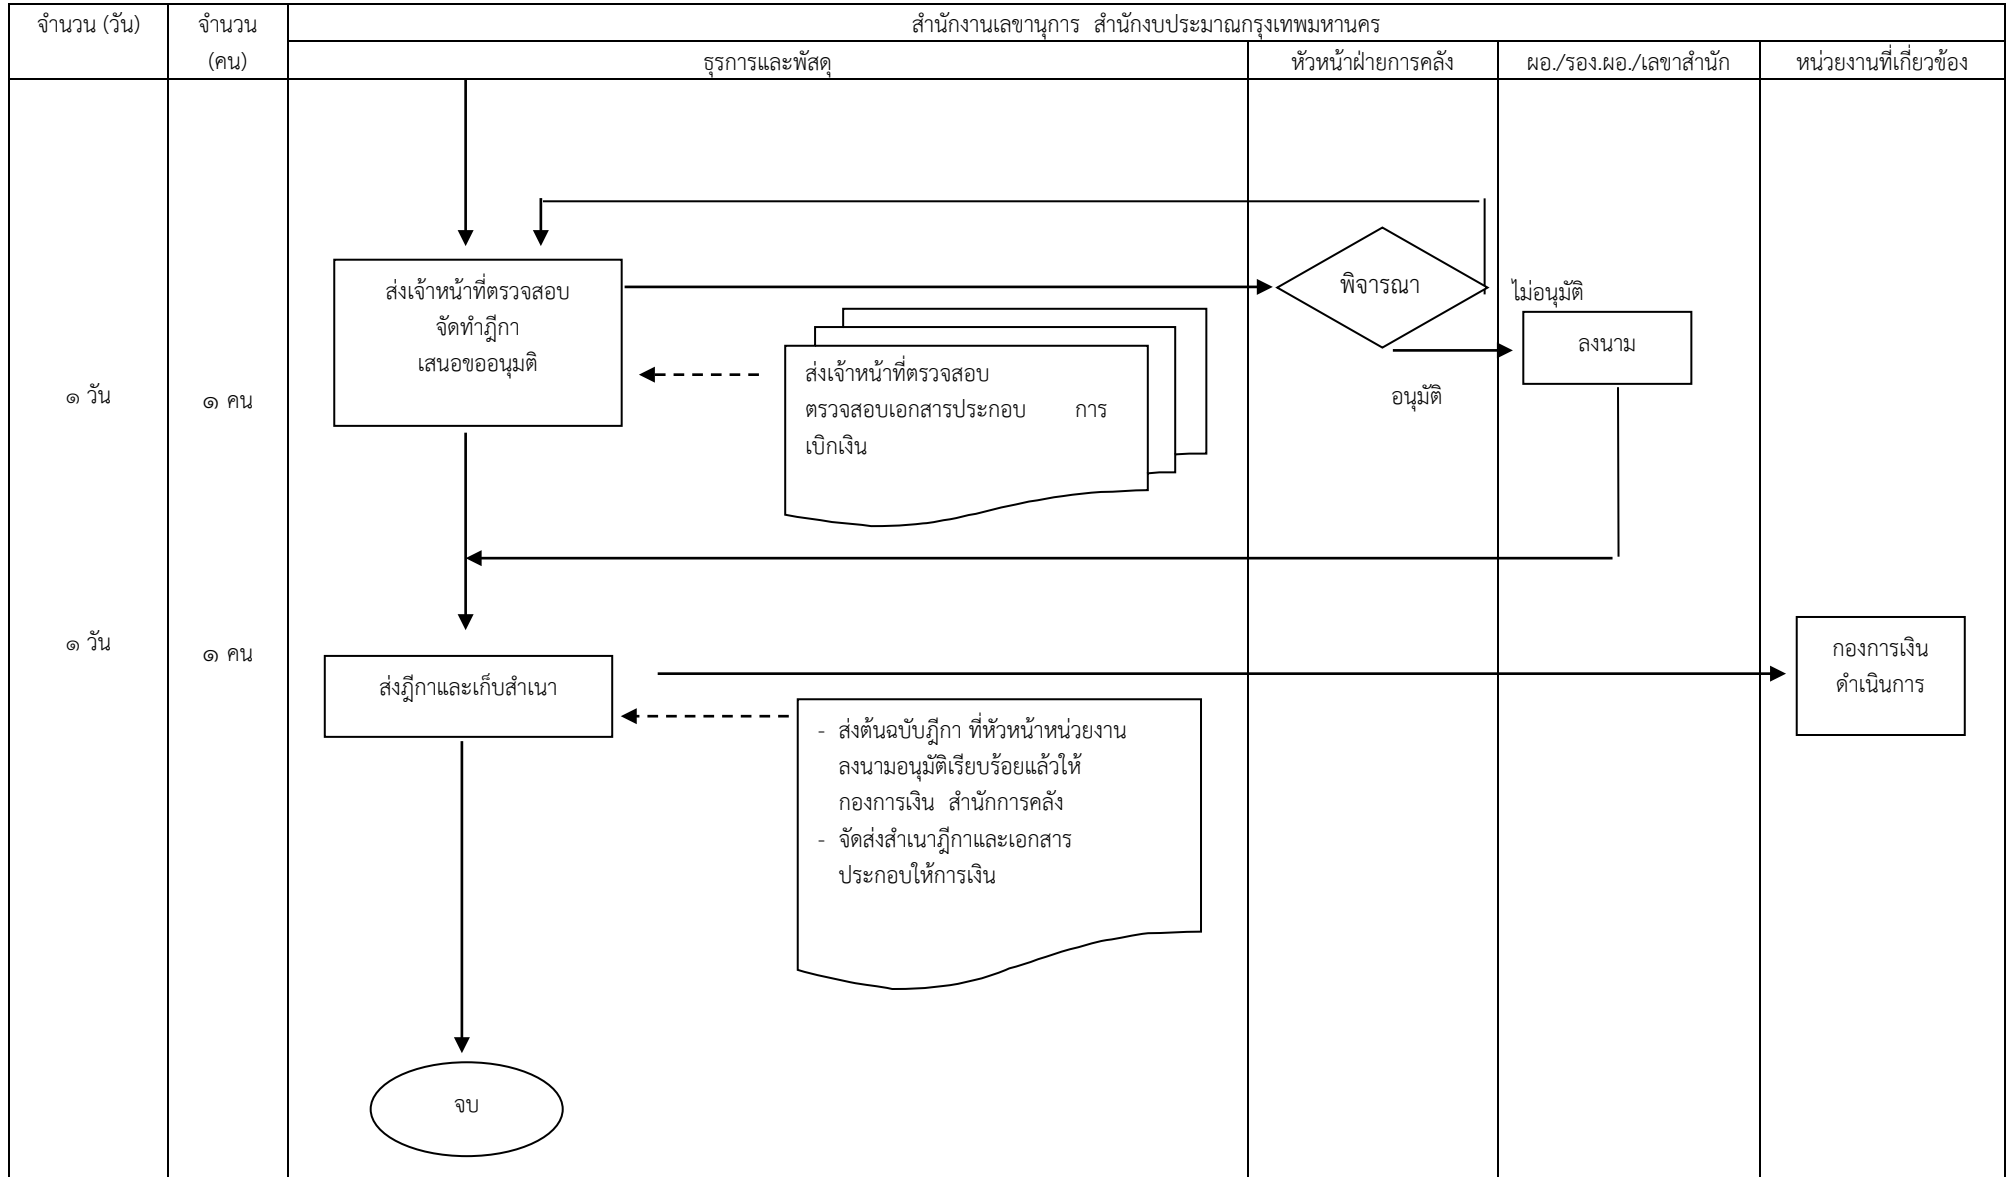 จำนวน (วัน)
จำนวน
(คน)
สำนักงานเลขานุการ สำนักงบประมาณกรุงเทพมหานคร
ธุรการและพัสดุ
หัวหน้าฝ่ายการคลัง
ผอ./รอง.ผอ./เลขาสำนัก
หน่วยงานที่เกี่ยวข้อง
๑ วัน
๑ คน
ส่งเจ้าหน้าที่ตรวจสอบ
จัดทำฎีกา
เสนอขออนุมติ
ส่งเจ้าหน้าที่ตรวจสอบ
ตรวจสอบเอกสารประกอบ การ
เบิกเงิน
พิจารณา
ไม่อนุมัติ
อนุมัติ
ลงนาม
๑ วัน
๑ คน
ส่งฎีกาและเก็บสำเนา
- ส่งต้นฉบับฎีกา ที่หัวหน้าหน่วยงาน
ลงนามอนุมัติเรียบร้อยแล้วให้
กองการเงิน สำนักการคลัง
- จัดส่งสำเนาฎีกาและเอกสาร
ประกอบให้การเงิน
กองการเงิน
ดำเนินการ
จบ